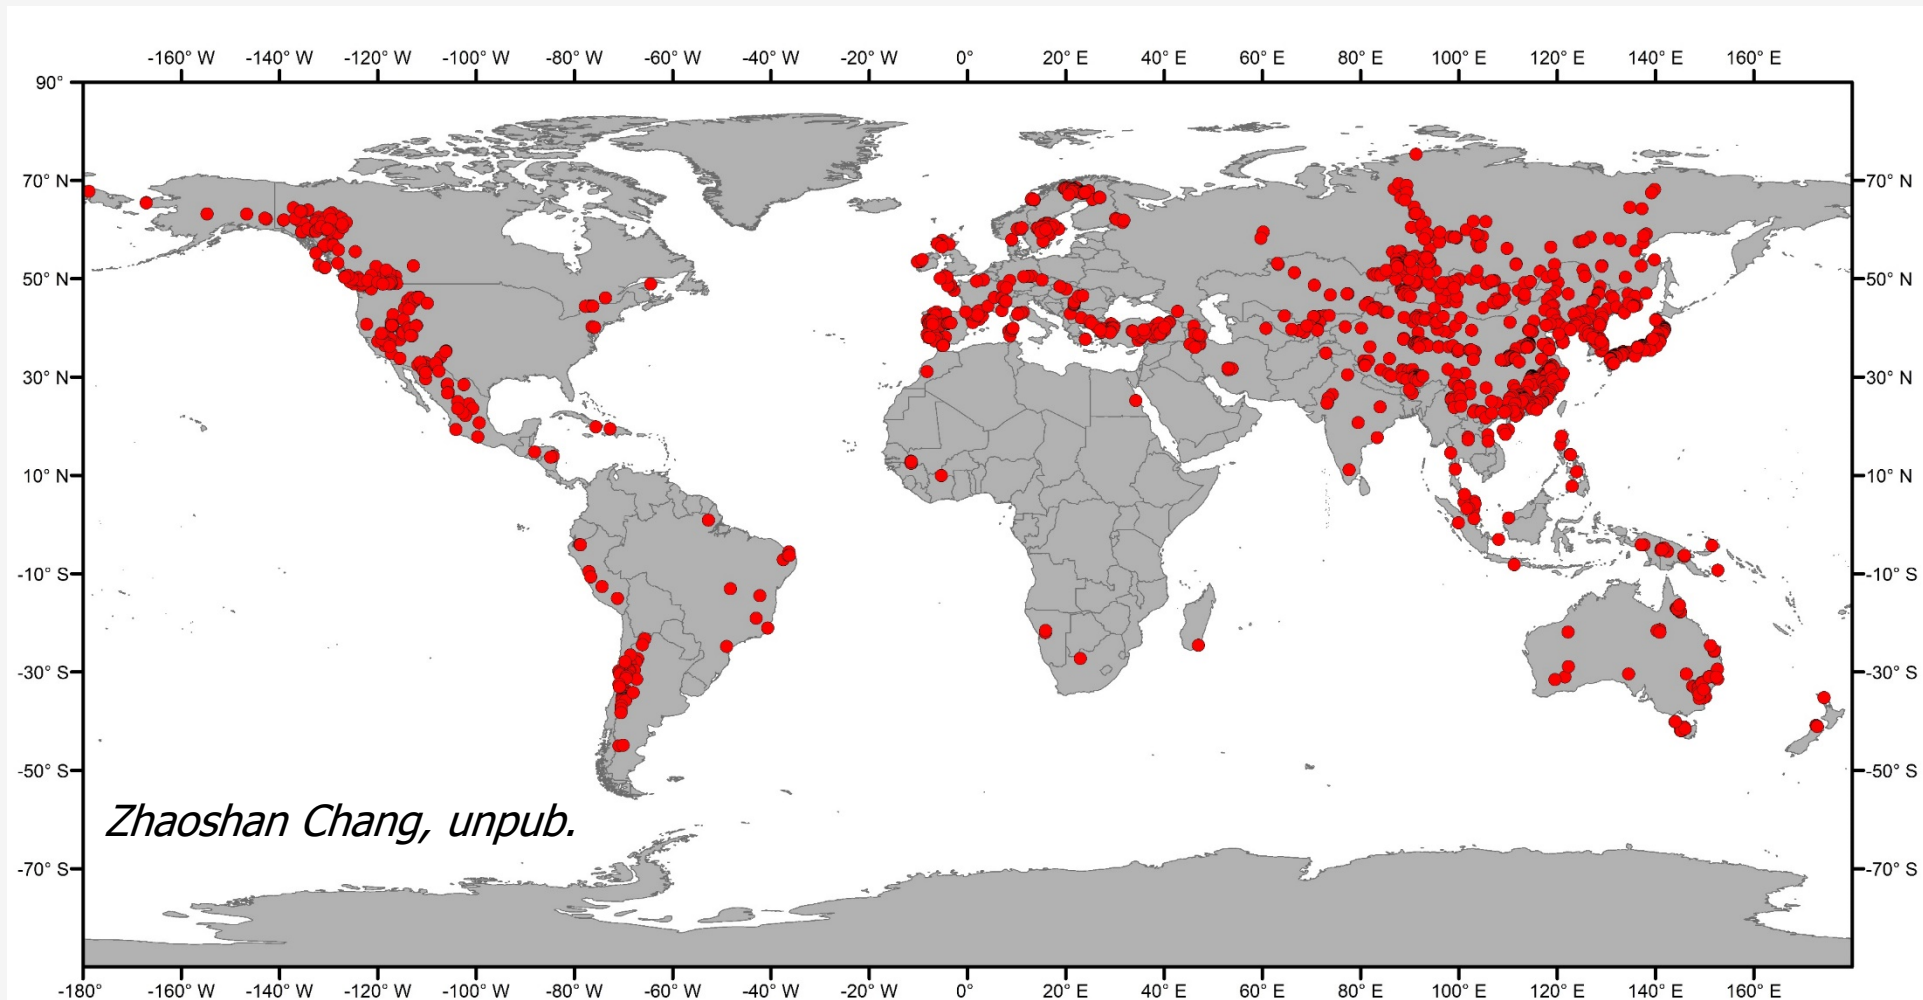 -160° W -140° W -120° W -100° W -80° W -60° W -40° W -20° W 0° 20° E 40° E 60° E 80° E 100° E 120° E 140° E 160° E
90°
70° N 70° N
50° N 50° N
30° N 30° N
10° N 10° N
-10° S -10° S
-30° S -30° S
-50° S -50° S
Zhaoshan Chang, unpub.
-70° S -70° S
-180° -160° W -140° W -120° W -100° W -80° W -60° W -40° W -20° W 0° 20° E 40° E 60° E 80° E 100° E 120° E 140° E 160° E